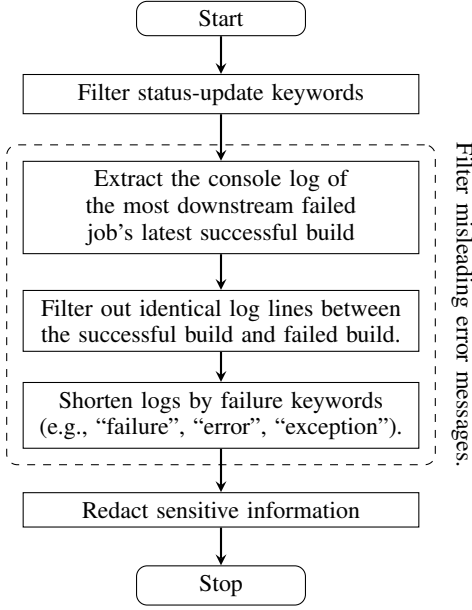 Start
Filter status-update keywords
Extract the console log of
the most downstream failed
job’s latest successful build
Filter out identical log lines between
the successful build and failed build.
Shorten logs by failure keywords
(e.g., “failure”, “error”, “exception”).
Filter misleading error messages.
Redact sensitive information
Stop